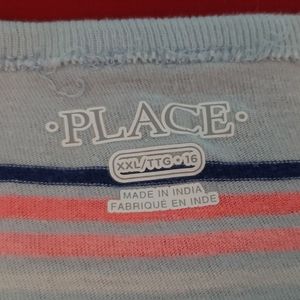 ·PLACE·
XXL/TTG • 16
MADE IN INDIA
FABRIQUÉ EN INDE